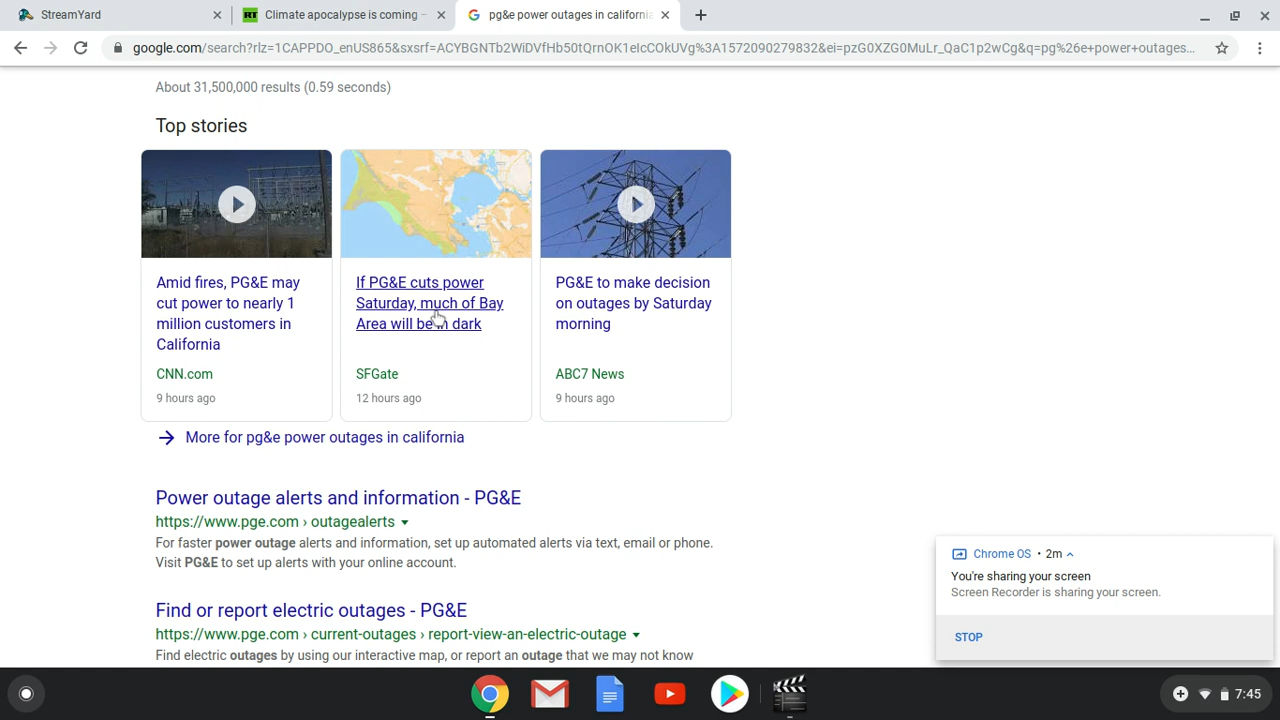 StreamYard
Climate apocalypse is coming –
pg&e power outages in california
google.com/search?rlz=1CAPPDO_enUS865&sxsrf=ACYBGNTb2WiDVfHb50tQrnOK1eIcCOkUVg%3A1572090279832&ei=pzG0XZG0MuLr_QaC1p2wCg&q=pg%26e+power+outages...
About 31,500,000 results (0.59 seconds)
Top stories
Amid fires, PG&E may
cut power to nearly 1
million customers in
California
CNN.com
9 hours ago
If PG&E cuts power
Saturday, much of Bay
Area will be in dark
SFGate
12 hours ago
PG&E to make decision
on outages by Saturday
morning
ABC7 News
9 hours ago
More for pg&e power outages in california
Power outage alerts and information - PG&E
https://www.pge.com › outagealerts
For faster power outage alerts and information, set up automated alerts via text, email or phone.
Visit PG&E to set up alerts with your online account.
Find or report electric outages - PG&E
https://www.pge.com › current-outages › report-view-an-electric-outage
Find electric outages by using our interactive map, or report an outage that we may not know
Chrome OS • 2m
You're sharing your screen
Screen Recorder is sharing your screen.
STOP
7:45
RT